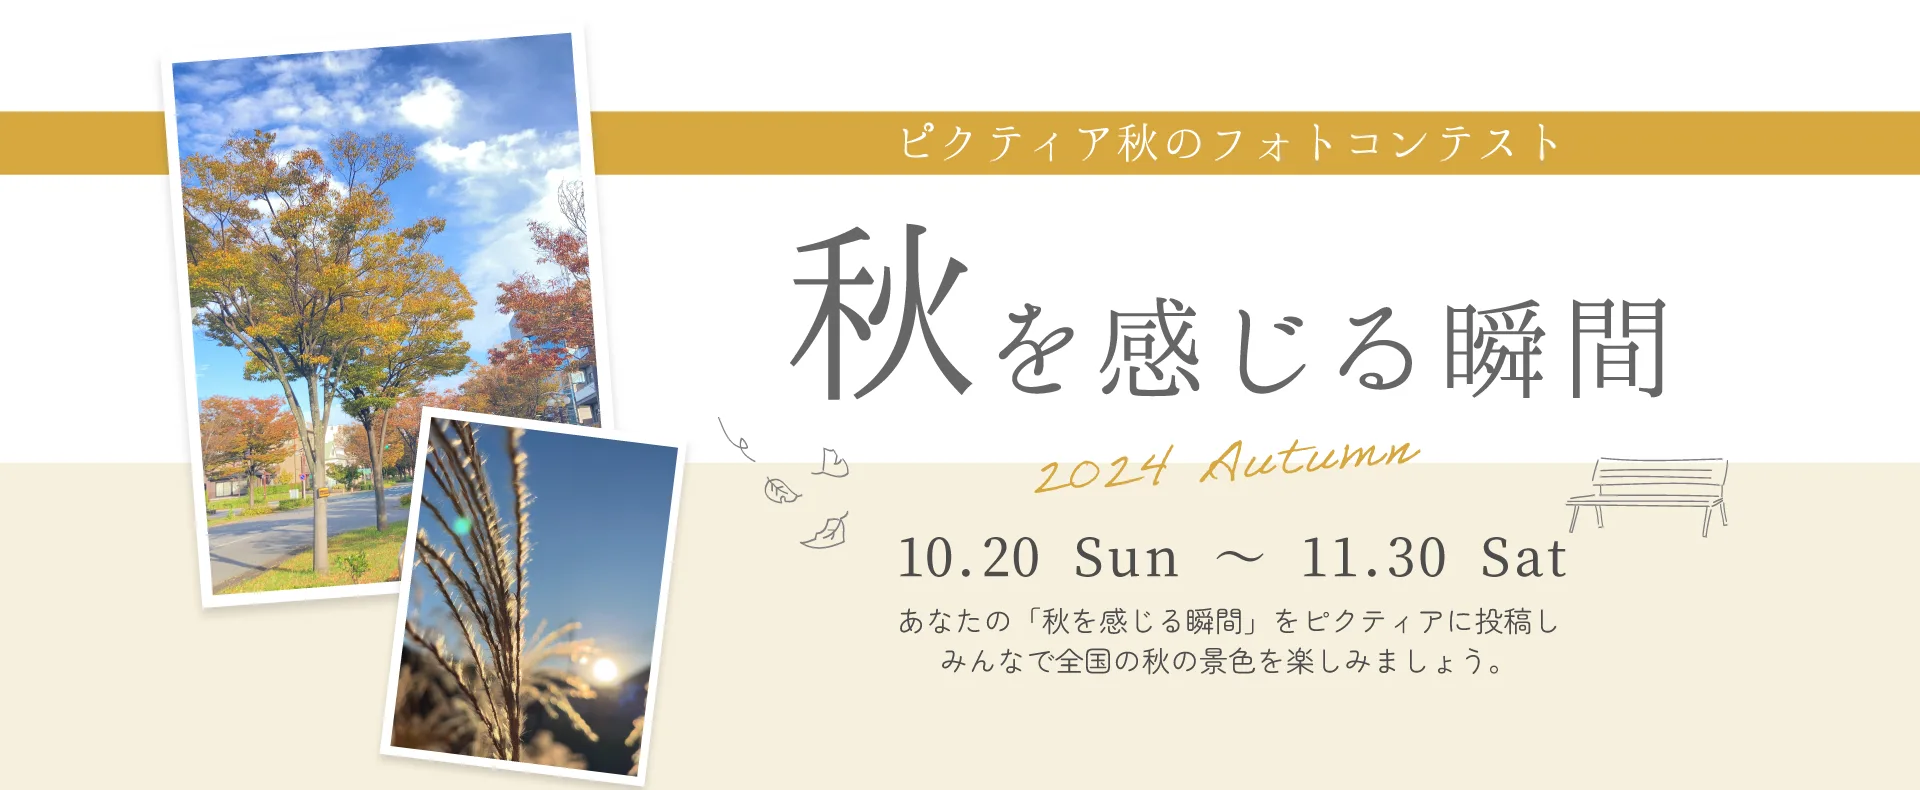 ピクティア秋のフォトコンテスト
秋を感じる瞬間
2024 Autumn
10.20 Sun ～ 11.30 Sat
あなたの「秋を感じる瞬間」をピクティアに投稿し
みんなで全国の秋の景色を楽しみましょう。